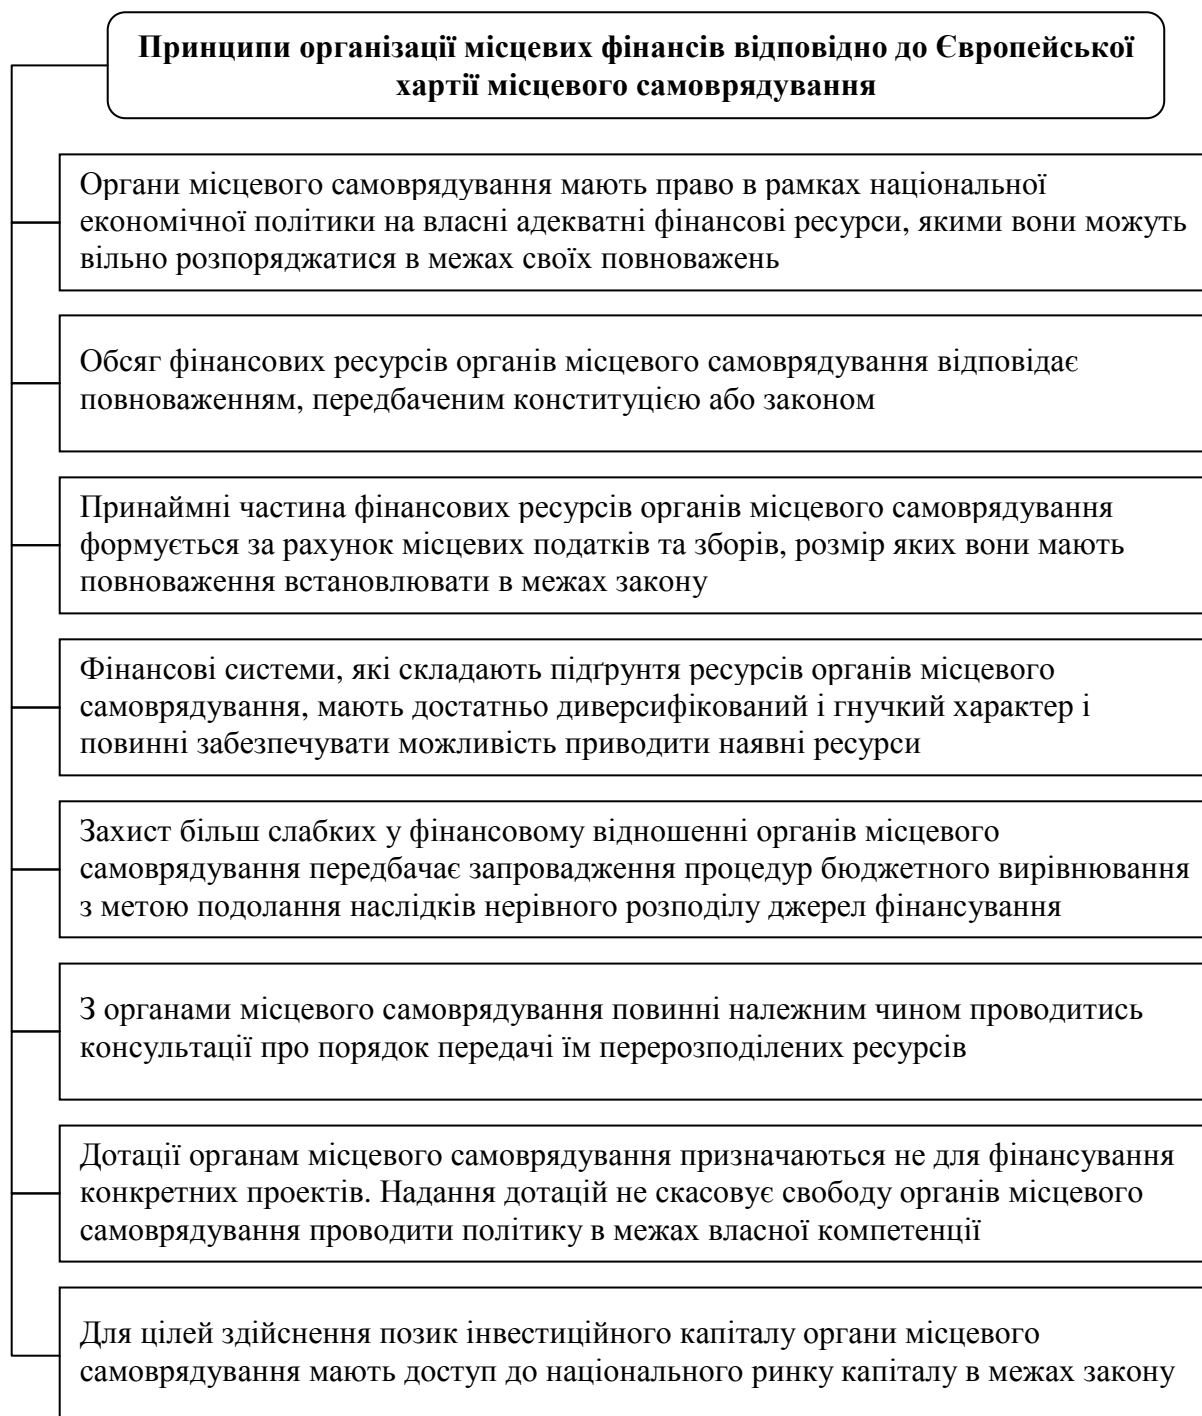 Принципи організації місцевих фінансів відповідно до Європейської
хартії місцевого самоврядування
Органи місцевого самоврядування мають право в рамках національної
економічної політики на власні адекватні фінансові ресурси, якими вони можуть
вільно розпоряджатися в межах своїх повноважень
Обсяг фінансових ресурсів органів місцевого самоврядування відповідає
повноваженням, передбаченим конституцією або законом
Принаймні частина фінансових ресурсів органів місцевого самоврядування
формується за рахунок місцевих податків та зборів, розмір яких вони мають
повноваження встановлювати в межах закону
Фінансові системи, які складають підґрунтя ресурсів органів місцевого
самоврядування, мають достатньо диверсифікований і гнучкий характер і
повинні забезпечувати можливість приводити наявні ресурси
Захист більш слабких у фінансовому відношенні органів місцевого
самоврядування передбачає запровадження процедур бюджетного вирівнювання
з метою подолання наслідків нерівного розподілу джерел фінансування
З органами місцевого самоврядування повинні належним чином проводитись
консультації про порядок передачі їм перерозподілених ресурсів
Дотації органам місцевого самоврядування призначаються не для фінансування
конкретних проектів. Надання дотацій не скасовує свободу органів місцевого
самоврядування проводити політику в межах власної компетенції
Для цілей здійснення позик інвестиційного капіталу органи місцевого
самоврядування мають доступ до національного ринку капіталу в межах закону